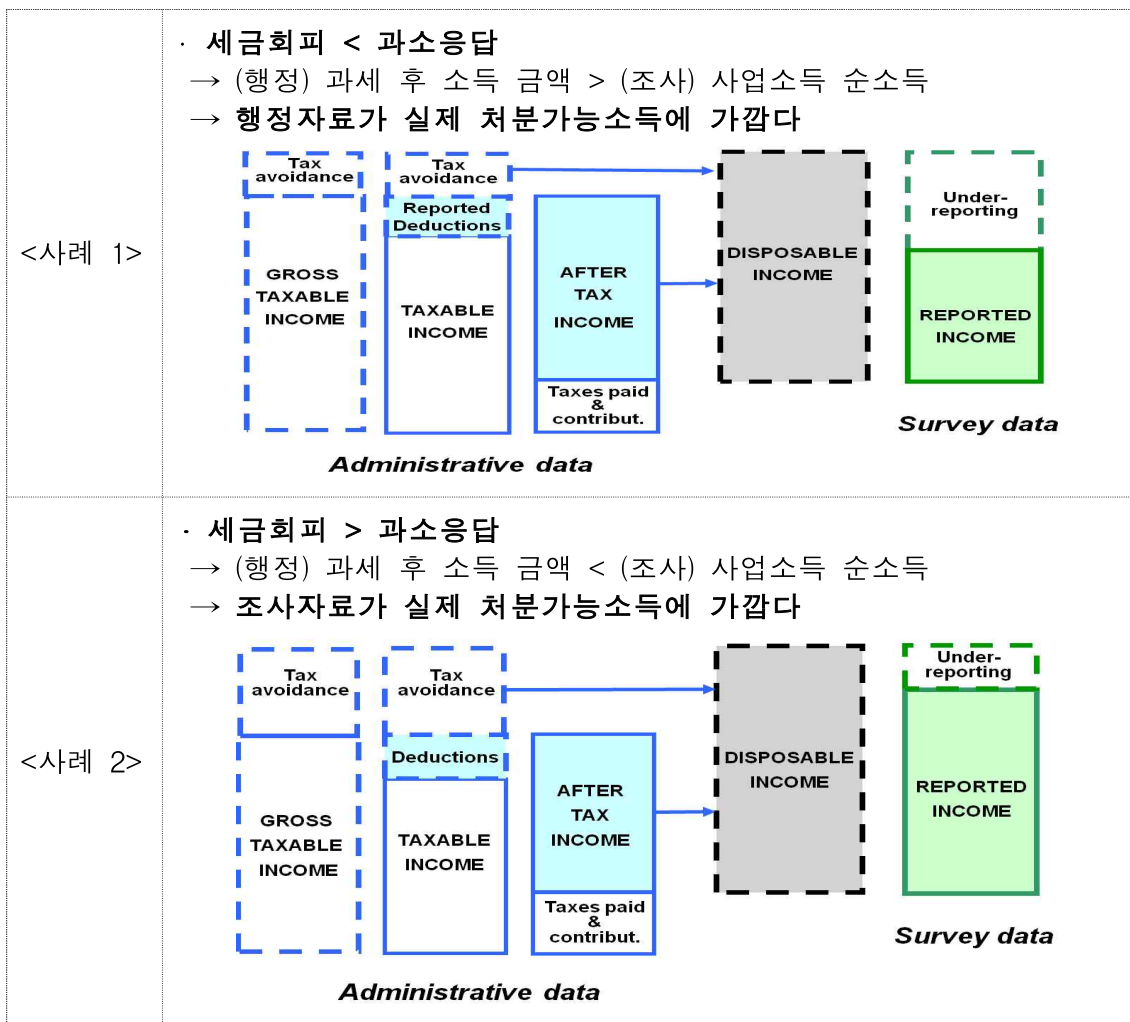 <사례 1>
· 세금회피 < 과소응답
→ (행정) 과세 후 소득 금액 > (조사) 사업소득 순소득
→ 행정자료가 실제 처분가능소득에 가깝다
Tax
avoidance
GROSS
TAXABLE
INCOME
Tax
avoidance
Reported
Deductions
TAXABLE
INCOME
AFTER
TAX
INCOME
Taxes paid
&
contribut.
DISPOSABLE
INCOME
Under-
reporting
REPORTED
INCOME
Survey data
Administrative data
<사례 2>
· 세금회피 > 과소응답
→ (행정) 과세 후 소득 금액 < (조사) 사업소득 순소득
→ 조사자료가 실제 처분가능소득에 가깝다
Tax
avoidance
GROSS
TAXABLE
INCOME
Tax
avoidance
Deductions
TAXABLE
INCOME
AFTER
TAX
INCOME
Taxes paid
&
contribut.
DISPOSABLE
INCOME
Under-
reporting
REPORTED
INCOME
Survey data
Administrative data